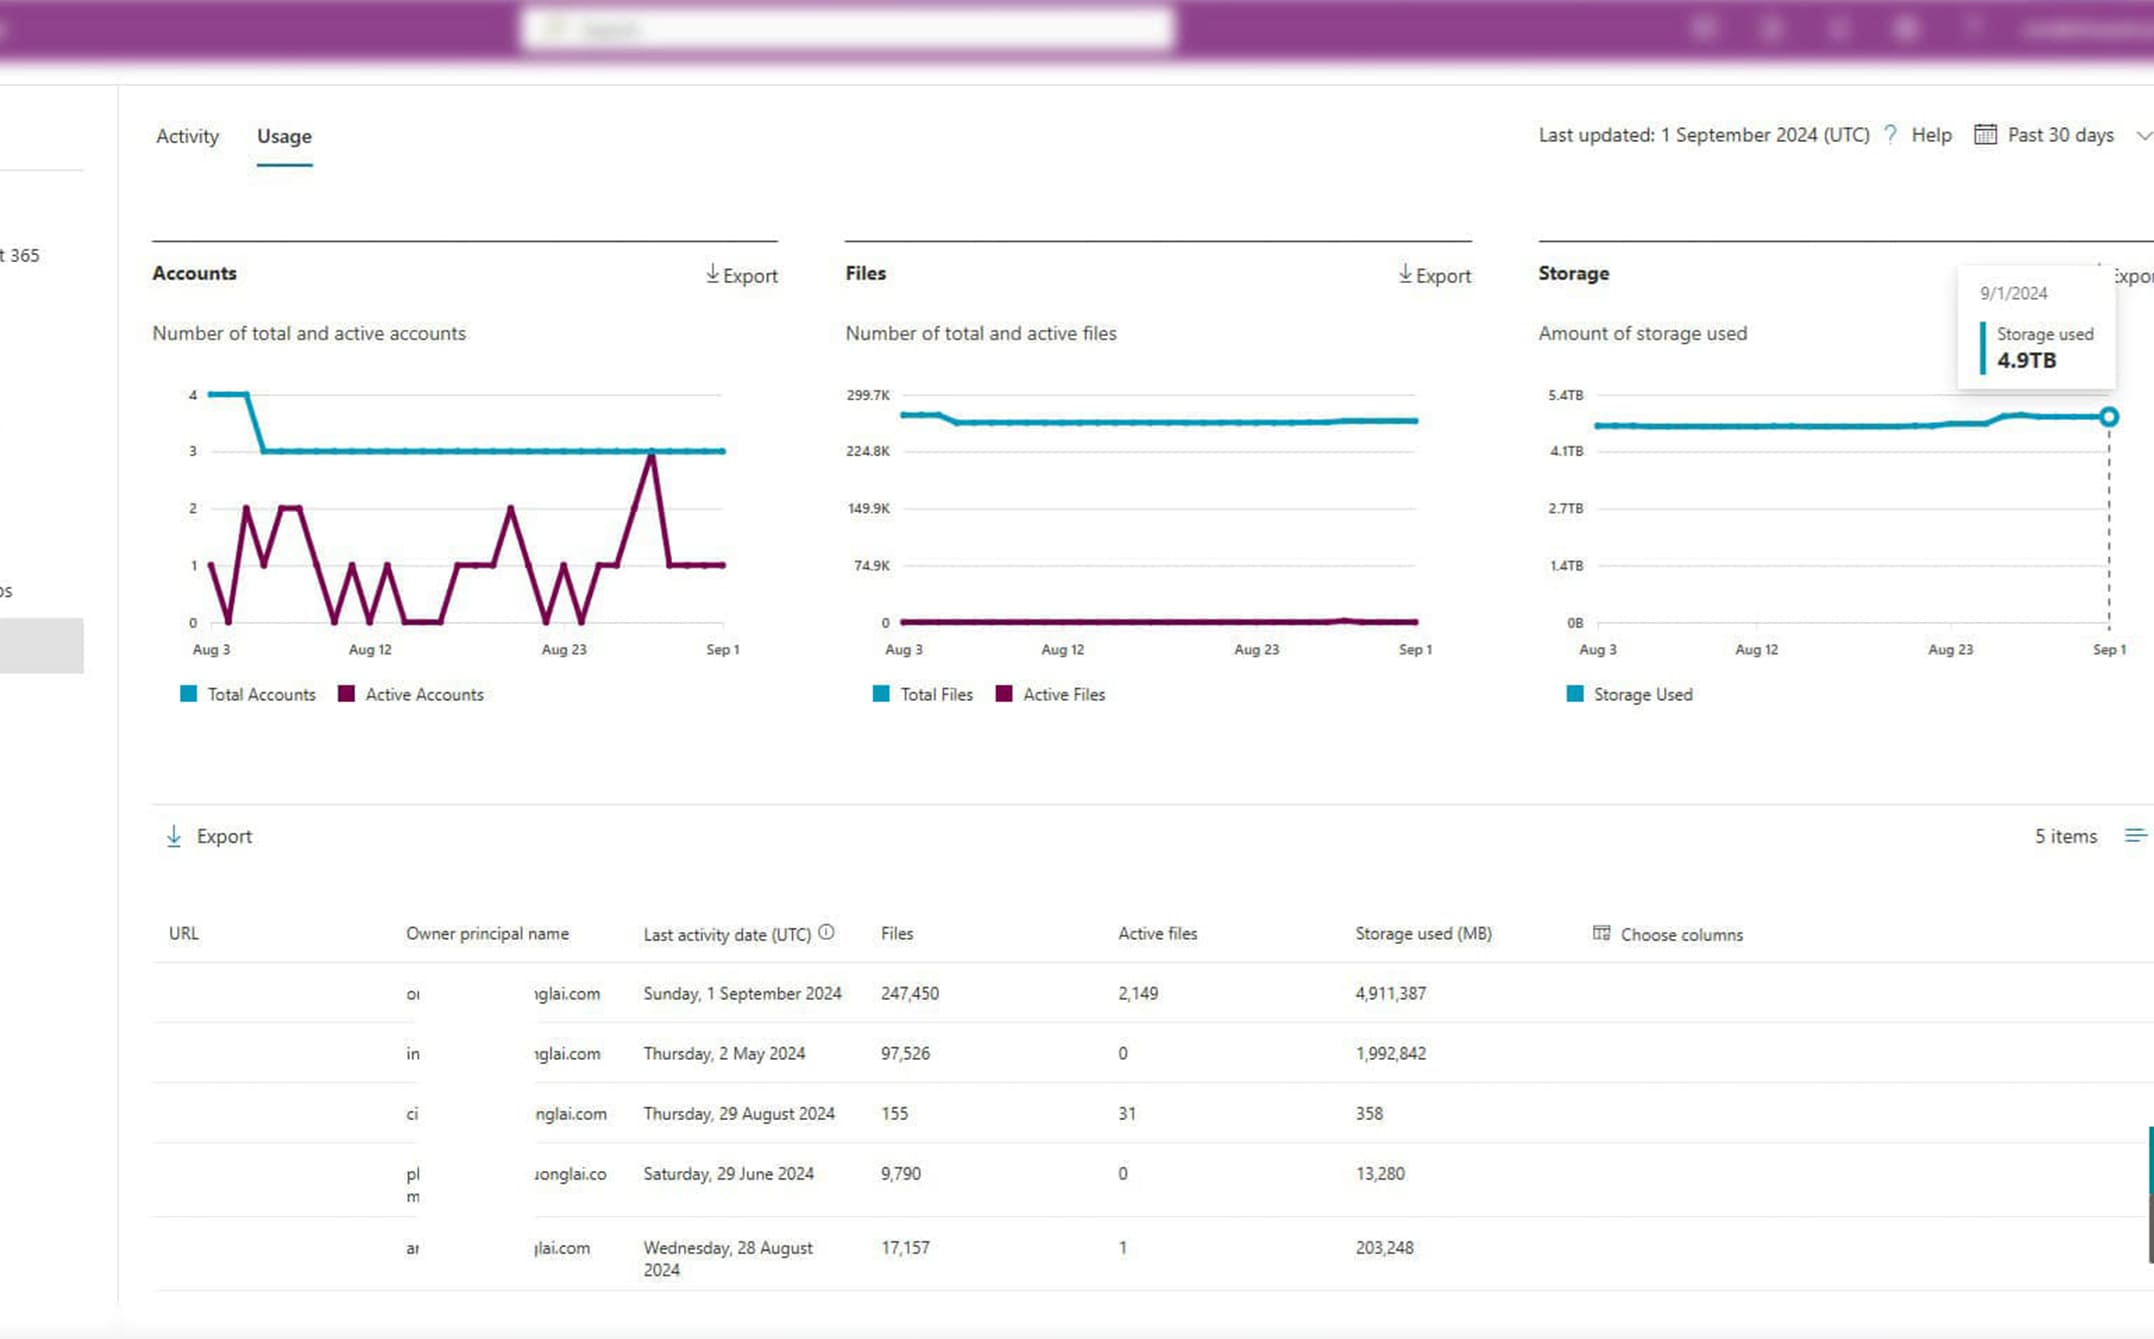 t 365
os
Activity
Usage
Last updated: 1 September 2024 (UTC) ? Help Past 30 days
Accounts
Export
Number of total and active accounts
4
3
2
1
0
Aug 3 Aug 12 Aug 23 Sep 1
Total Accounts Active Accounts
Files
Export
Number of total and active files
299.7K
224.8K
149.9K
74.9K
0
Aug 3 Aug 12 Aug 23 Sep 1
Total Files Active Files
Storage
Expor
Amount of storage used
9/1/2024
Storage used
4.9TB
5.4TB
4.1TB
2.7TB
1.4TB
0B
Aug 3 Aug 12 Aug 23 Sep 1
Storage Used
Export
5 items
URL Owner principal name Last activity date (UTC) Files Active files Storage used (MB) Choose columns
glai.com Sunday, 1 September 2024 247,450 2,149 4,911,387
in glai.com Thursday, 2 May 2024 97,526 0 1,992,842
ci nglai.com Thursday, 29 August 2024 155 31 358
onglai.co Saturday, 29 June 2024 9,790 0 13,280
m
lai.com Wednesday, 28 August 17,157 1 203,248
2024